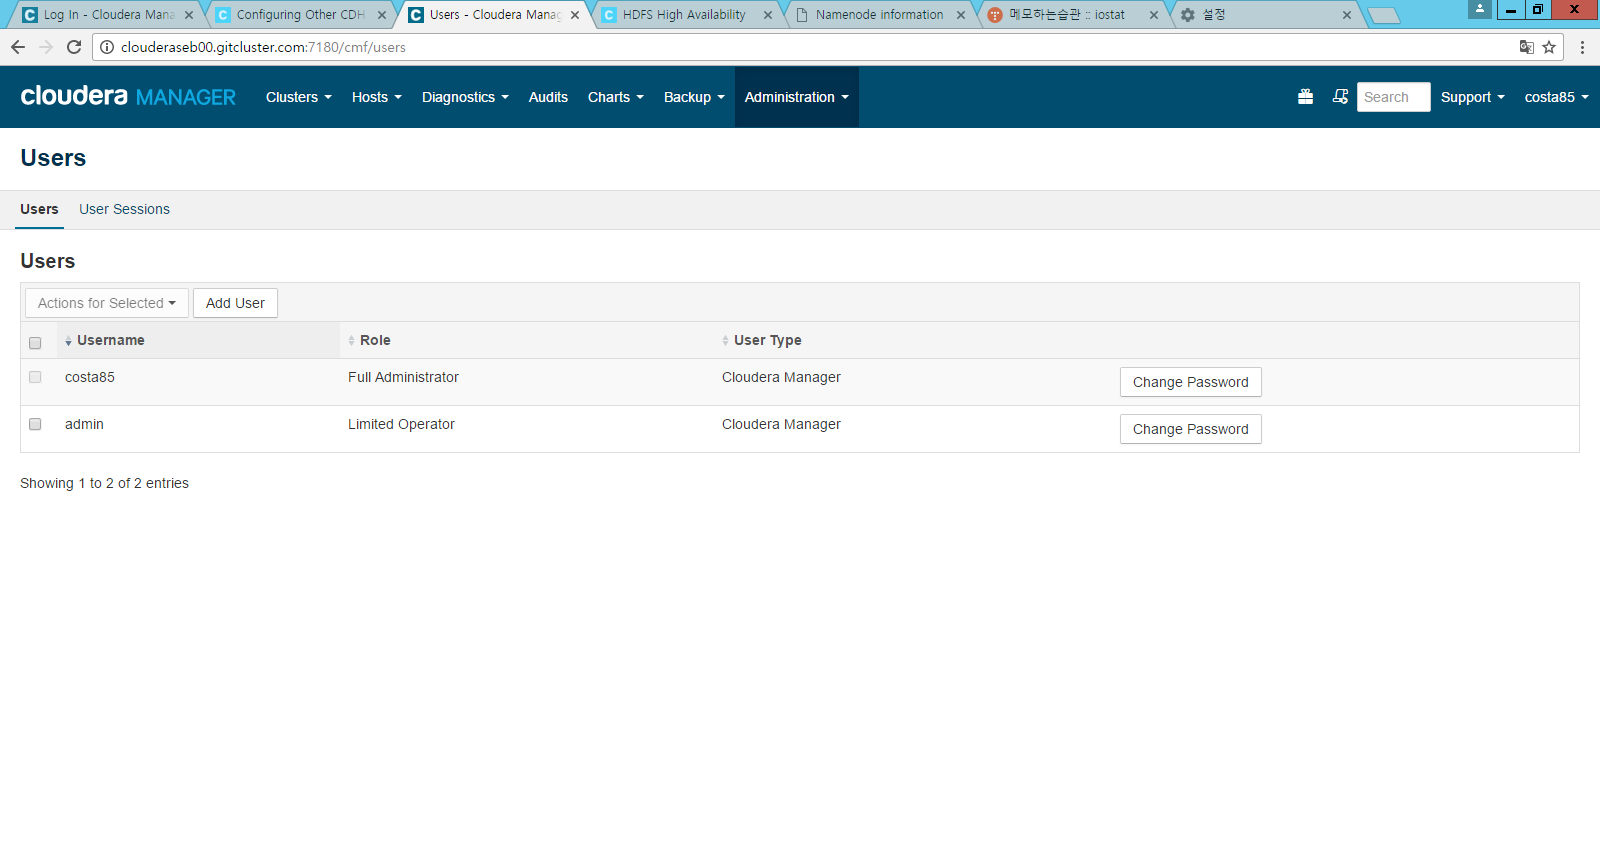 Log In - Cloudera Mana
Configuring Other CDH
Users - Cloudera Manag
HDFS High Availability
Namenode information
메모하는습관 :: iostat
설정
clouderaseb00.gitcluster.com:7180/cmf/users
cloudera MANAGER Clusters Hosts Diagnostics Audits Charts Backup Administration Search Support costa85
Users
Users User Sessions
Users
Actions for Selected Add User
Username Role User Type
costa85 Full Administrator Cloudera Manager Change Password
admin Limited Operator Cloudera Manager Change Password
Showing 1 to 2 of 2 entries